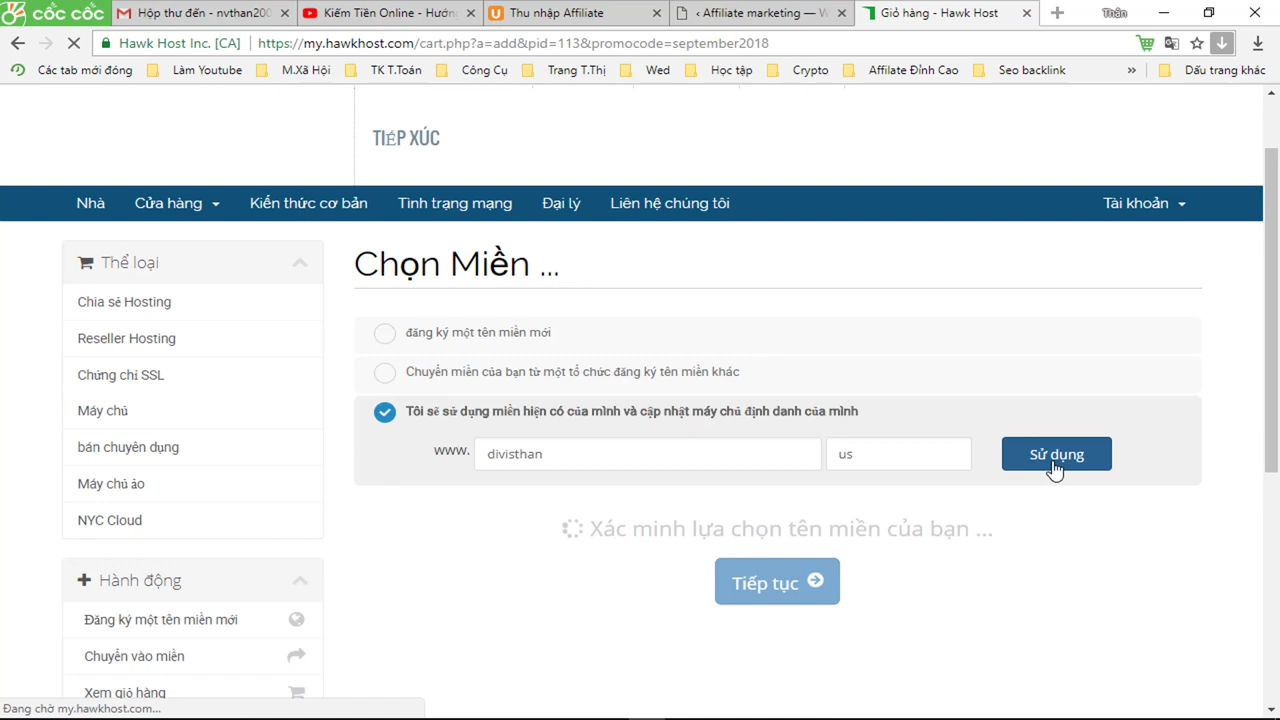 cốc cốc
Hộp thư đến - nvthan200
Kiếm Tiền Online - Hướng
Thu nhập Affiliate
‹ Affiliate marketing — W
Giỏ hàng - Hawk Host
Thân
Hawk Host Inc. [CA]
https://my.hawkhost.com/cart.php?a=add&pid=113&promocode=september2018
Các tab mới đóng
Làm Youtube
M.Xã Hội
TK T.Toán
Công Cụ
Trang T.Thị
Wed
Học tập
Crypto
Affilate Đỉnh Cao
Seo backlink
»
Dấu trang khác
TIẾP XÚC
Nhà
Cửa hàng
Kiến thức cơ bản
Tình trạng mạng
Đại lý
Liên hệ chúng tôi
Tài khoản
Thể loại
Chia sẻ Hosting
Reseller Hosting
Chứng chỉ SSL
Máy chủ
bán chuyên dụng
Máy chủ ảo
NYC Cloud
Hành động
Đăng ký một tên miền mới
Chuyển vào miền
Xem giỏ hàng
Chọn Miền ...
đăng ký một tên miền mới
Chuyển miền của bạn từ một tổ chức đăng ký tên miền khác
Tôi sẽ sử dụng miền hiện có của mình và cập nhật máy chủ định danh của mình
www.
divisthan
us
Sử dụng
Xác minh lựa chọn tên miền của bạn ...
Tiếp tục
Đang chờ my.hawkhost.com...